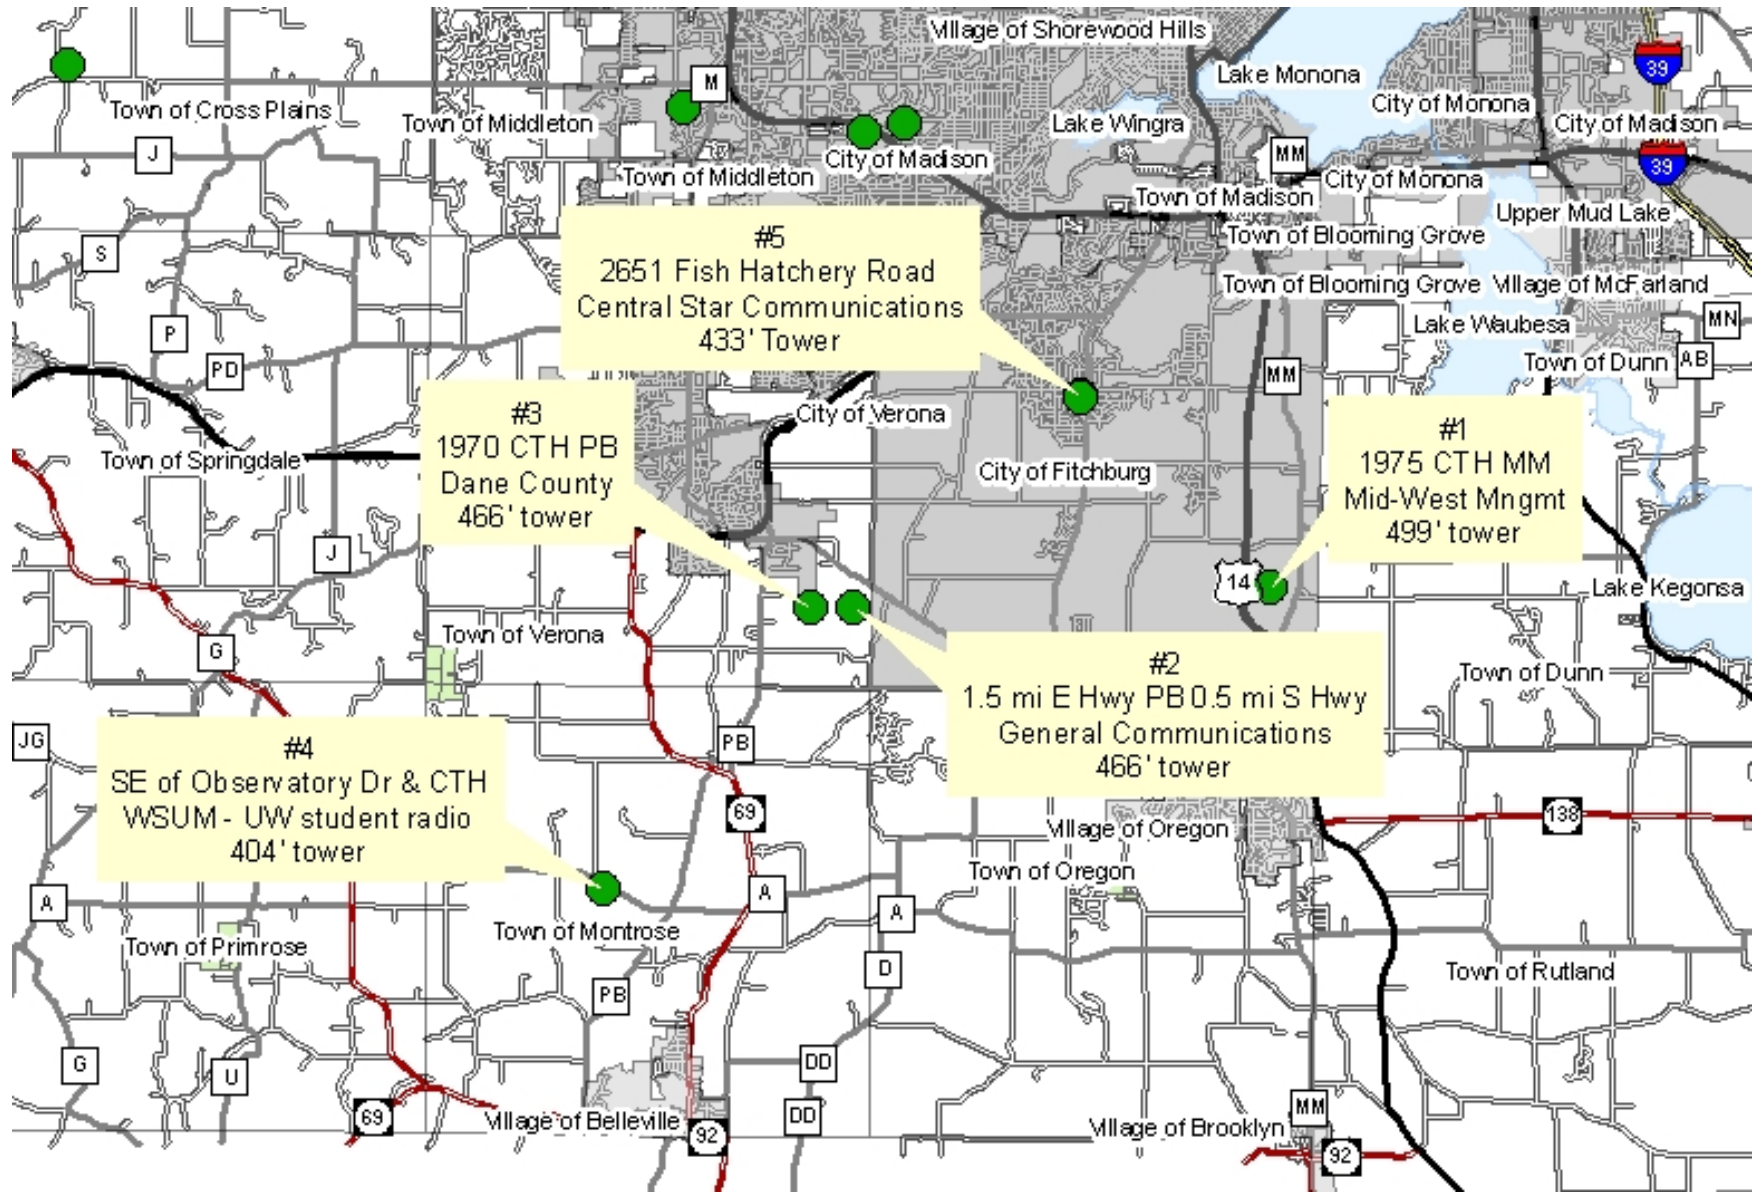 Village of Shorewood Hills
39
Lake Monona
M
City of Monona
Town of Cross Plains
Town of Middleton
Lake Wingra
City of Madison
J
City of Madison
MM
39
Town of Middleton
City of Monona
Town of Madison
Upper Mud Lake
#5
2651 Fish Hatchery Road
Central Star Communications
433' Tower
Town of Blooming Grove
S
Town of Blooming Grove
Village of McFarland
MN
Lake Waubesa
P
Town of Dunn
AB
PD
MM
#3
1970 CTH PB
Dane County
466' tower
City of Verona
#1
1975 CTH MM
Mid-West Mngmt
499' tower
Town of Springdale
City of Fitchburg
J
14
Lake Kegonsa
Town of Verona
G
#2
1.5 mi E Hwy PB 0.5 mi S Hwy
General Communications
466' tower
Town of Dunn
JG
PB
#4
SE of Observatory Dr & CTH
WSUM - UW student radio
404' tower
69
138
Village of Oregon
Town of Oregon
A
A
A
Town of Montrose
Town of Primrose
D
Town of Rutland
PB
G
U
DD
69
Village of Belleville
DD
MM
92
Village of Brooklyn
92